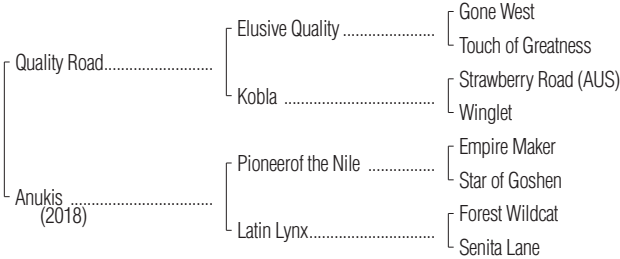 Gone West
Elusive Quality ......................
Touch of Greatness
Quality Road..........................
Strawberry Road (AUS)
Kobla ....................................
Winglet
Empire Maker
Pioneerof the Nile ................
Star of Goshen
Anukis ..................................
(2018)
Forest Wildcat
Latin Lynx..............................
Senita Lane